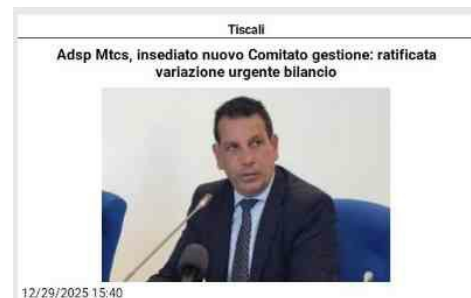 Tiscali
Adsp Mtcs, insediato nuovo Comitato gestione: ratificata
variazione urgente bilancio
12/29/2025 15:40